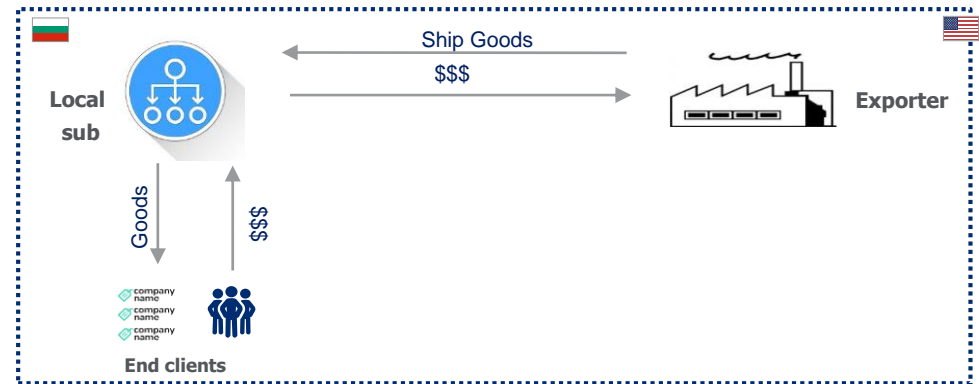 Ship Goods
$$$
Local
sub
Exporter
Goods
$$$
company
name
company
name
company
name
End clients